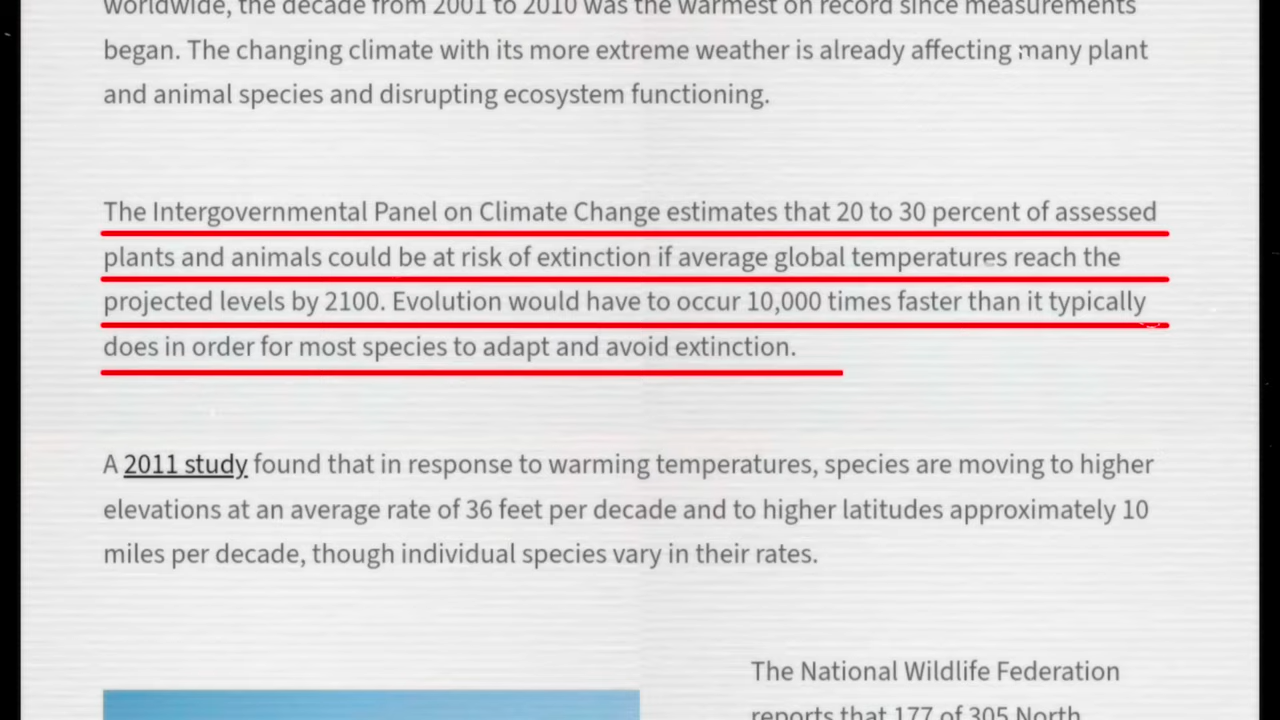 worldwide, the decade from 2001 to 2010 was the warmest on record since measurements
began. The changing climate with its more extreme weather is already affecting many plant
and animal species and disrupting ecosystem functioning.
The Intergovernmental Panel on Climate Change estimates that 20 to 30 percent of assessed
plants and animals could be at risk of extinction if average global temperatures reach the
projected levels by 2100. Evolution would have to occur 10,000 times faster than it typically
does in order for most species to adapt and avoid extinction.
A 2011 study found that in response to warming temperatures, species are moving to higher
elevations at an average rate of 36 feet per decade and to higher latitudes approximately 10
miles per decade, though individual species vary in their rates.
The National Wildlife Federation
reports that 177 of 305 North